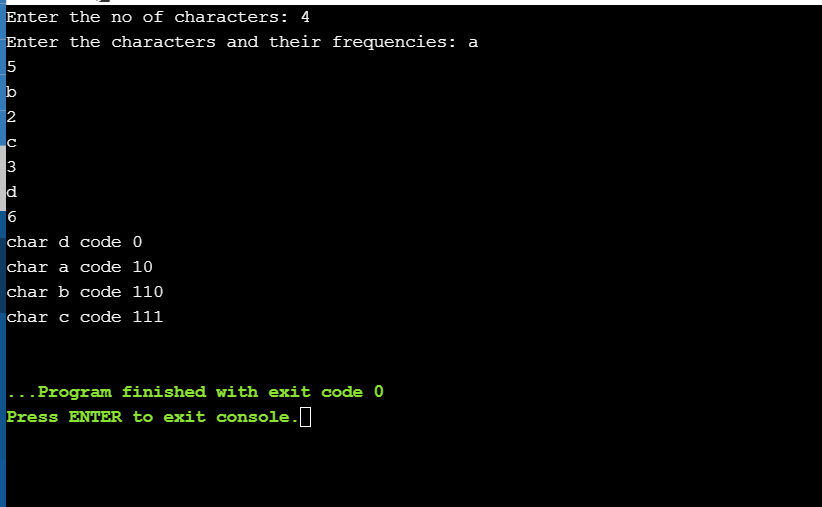 Enter the no of characters: 4
Enter the characters and their frequencies: a
5
b
2
c
3
d
6
char d code 0
char a code 10
char b code 110
char c code 111
...Program finished with exit code 0
Press ENTER to exit console.